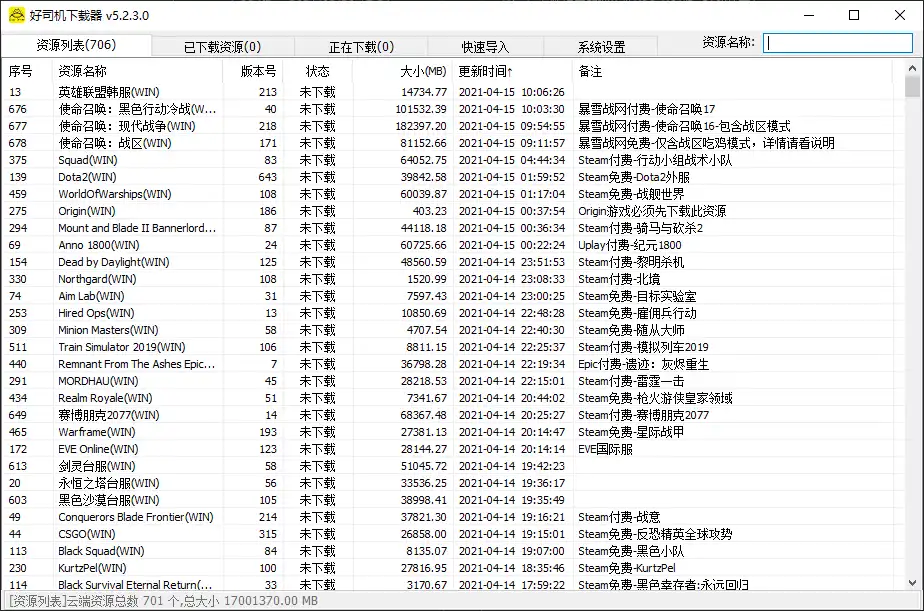 好司机下载器 v5.2.3.0
资源列表(706) 已下载资源(0) 正在下载(0) 快速导入 系统设置 资源名称:
序号 资源名称 版本号 状态 大小(MB) 更新时间↑ 备注
13 英雄联盟韩服(WIN) 213 未下载 14734.77 2021-04-15 10:06:26
676 使命召唤：黑色行动冷战(W... 40 未下载 101532.39 2021-04-15 10:03:30 暴雪战网付费-使命召唤17
677 使命召唤：现代战争(WIN) 218 未下载 182397.20 2021-04-15 09:54:55 暴雪战网付费-使命召唤16-包含战区模式
678 使命召唤：战区(WIN) 171 未下载 81152.66 2021-04-15 09:11:57 暴雪战网免费-仅含战区吃鸡模式，详情请看说明
375 Squad(WIN) 83 未下载 64052.75 2021-04-15 04:44:34 Steam付费-行动小组战术小队
139 Dota2(WIN) 643 未下载 39842.58 2021-04-15 01:59:52 Steam免费-Dota2外服
459 WorldOfWarships(WIN) 108 未下载 60039.87 2021-04-15 01:17:04 Steam免费-战舰世界
275 Origin(WIN) 186 未下载 403.23 2021-04-15 00:37:54 Origin游戏必须先下载此资源
294 Mount and Blade II Bannerlord... 87 未下载 44118.18 2021-04-15 00:36:34 Steam付费-骑马与砍杀2
69 Anno 1800(WIN) 24 未下载 60725.66 2021-04-15 00:22:24 Uplay付费-纪元1800
154 Dead by Daylight(WIN) 125 未下载 48560.59 2021-04-14 23:51:53 Steam付费-黎明杀机
330 Northgard(WIN) 108 未下载 1520.99 2021-04-14 23:08:33 Steam付费-北境
74 Aim Lab(WIN) 31 未下载 7597.43 2021-04-14 23:00:25 Steam免费-目标实验室
253 Hired Ops(WIN) 13 未下载 10850.69 2021-04-14 22:48:28 Steam免费-雇佣兵行动
309 Minion Masters(WIN) 58 未下载 4707.54 2021-04-14 22:40:30 Steam免费-随从大师
511 Train Simulator 2019(WIN) 106 未下载 8811.15 2021-04-14 22:25:37 Steam付费-模拟列车2019
440 Remnant From The Ashes Epic... 7 未下载 36798.28 2021-04-14 22:19:34 Epic付费-遗迹：灰烬重生
291 MORDHAU(WIN) 45 未下载 28218.53 2021-04-14 22:15:01 Steam付费-雷霆一击
434 Realm Royale(WIN) 51 未下载 7341.67 2021-04-14 20:44:02 Steam免费-枪火游侠皇家领域
649 赛博朋克2077(WIN) 14 未下载 68367.48 2021-04-14 20:25:27 Steam付费-赛博朋克2077
465 Warframe(WIN) 193 未下载 27381.13 2021-04-14 20:14:47 Steam免费-星际战甲
172 EVE Online(WIN) 123 未下载 28144.27 2021-04-14 20:14:14 EVE国际服
613 剑灵台服(WIN) 58 未下载 51045.72 2021-04-14 19:42:23
20 永恒之塔台服(WIN) 56 未下载 33536.25 2021-04-14 19:36:17
603 黑色沙漠台服(WIN) 105 未下载 38998.41 2021-04-14 19:35:49
49 Conquerors Blade Frontier(WIN) 214 未下载 37821.30 2021-04-14 19:16:21 Steam付费-战意
44 CSGO(WIN) 315 未下载 26858.00 2021-04-14 19:15:01 Steam免费-反恐精英全球攻势
113 Black Squad(WIN) 84 未下载 8135.07 2021-04-14 19:07:00 Steam免费-黑色小队
230 KurtzPel(WIN) 100 未下载 27816.95 2021-04-14 18:35:46 Steam免费-KurtzPel
114 Black Survival Eternal Return(... 33 未下载 3170.67 2021-04-14 17:59:22 Steam免费-黑色幸存者:永远回归
[资源列表]云端资源总数 701 个,总大小 17001370.00 MB